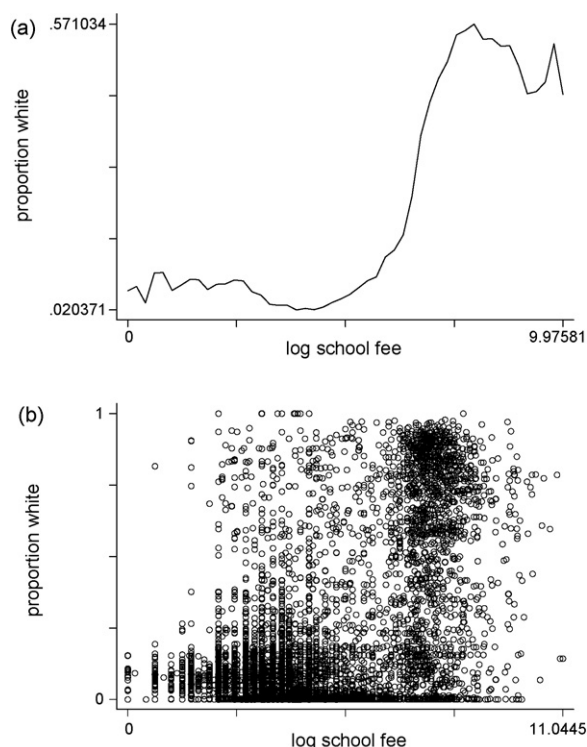 (a)
.571034
proportion white
.020371
0
9.97581
log school fee
(b)
1
proportion white
0
0
11.0445
log school fee